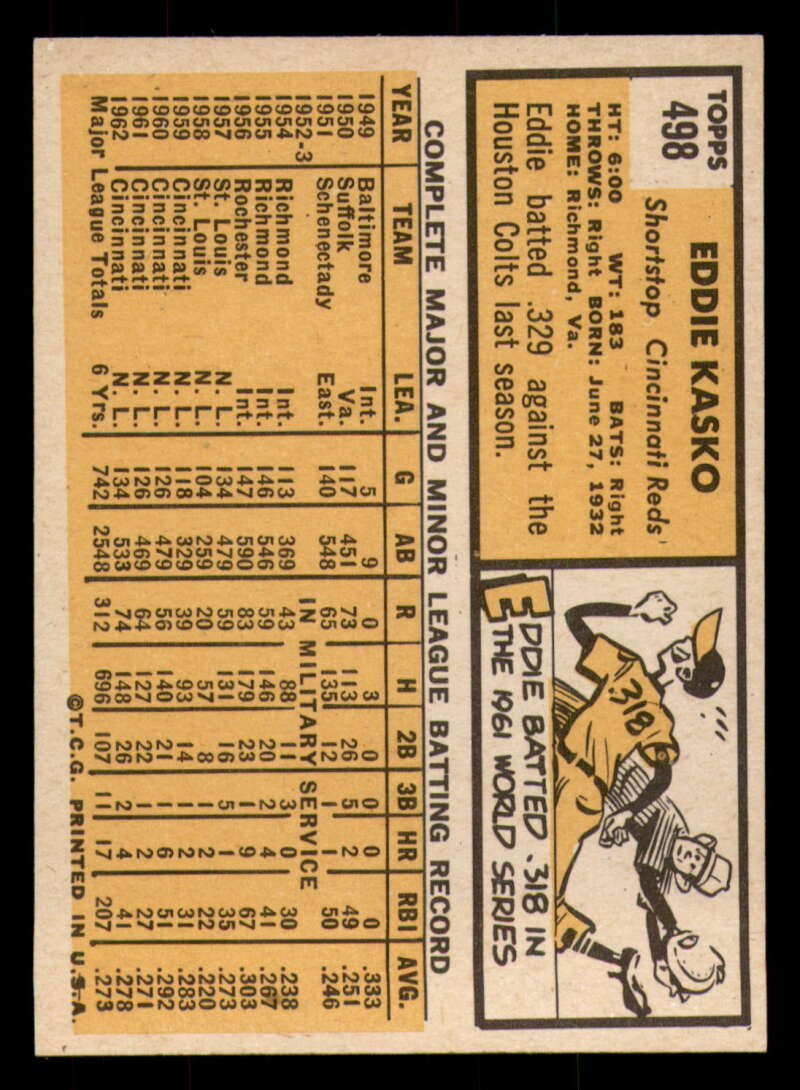 TOPPS
498
EDDIE KASKO
Shortstop Cincinnati Reds
HT: 6:00 WT: 183 BATS: Right
THROWS: Right BORN: June 27, 1932
HOME: Richmond, Va.
Eddie batted .329 against the
Houston Colts last season.
.318
!!!
EDDIE BATTED .318 IN
THE 1961 WORLD SERIES
COMPLETE MAJOR AND MINOR LEAGUE BATTING RECORD
YEAR TEAM LEA. G AB R H 2B 3B HR RBI AVG.
1949 Baltimore Int. 5 9 0 3 0 0 0 0 .333
1950 Suffolk Va. 117 451 73 113 26 5 2 49 .251
1951 Schenectady East. 140 548 65 135 12 1 1 50 .246
1952-3 IN MILITARY SERVICE
1954 Richmond Int. 113 369 43 88 11 3 0 30 .238
1955 Richmond Int. 146 546 59 146 20 2 4 41 .267
1956 Rochester Int. 147 590 83 179 23 1 9 67 .303
1957 St. Louis N. L. 134 479 59 131 16 5 1 35 .273
1958 St. Louis N. L. 104 259 20 57 8 1 2 22 .220
1959 Cincinnati N. L. 118 329 39 93 14 1 2 31 .283
1960 Cincinnati N. L. 126 479 56 140 21 1 6 51 .292
1961 Cincinnati N. L. 126 469 64 127 22 1 2 27 .271
1962 Cincinnati N. L. 134 533 74 148 26 2 4 41 .278
Major League Totals 6 Yrs. 742 2548 312 696 107 11 17 207 .273
©T.C.G. PRINTED IN U.S.A.